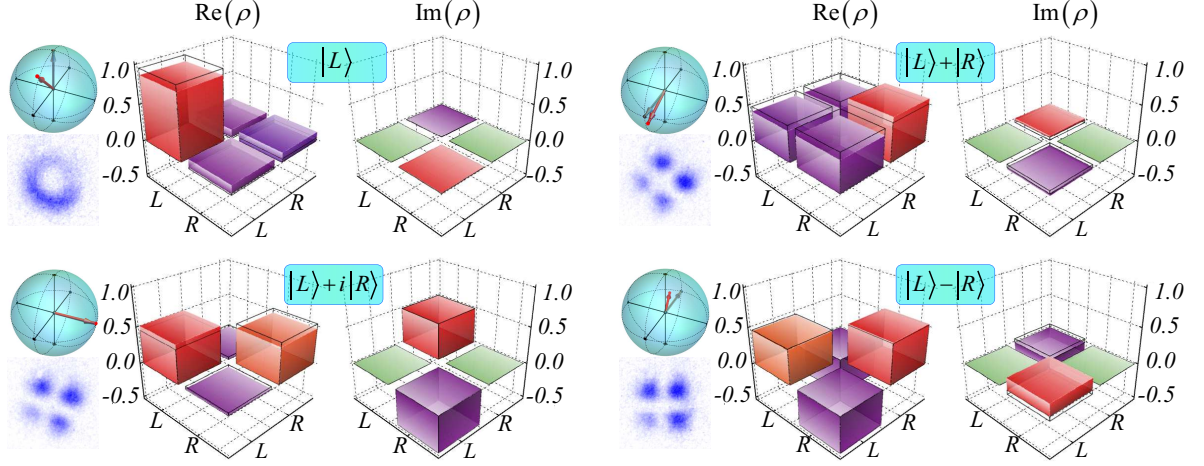 Re(ρ) Im(ρ) Re(ρ) Im(ρ)
|L⟩ |L⟩+|R⟩
1.0 1.0 1.0 1.0
0.5 0.5 0.5 0.5
0.0 0.0 0.0 0.0
-0.5 -0.5 -0.5 -0.5
L R L R L R L R
R L R L R L R L
|L⟩+i|R⟩ |L⟩−|R⟩
1.0 1.0 1.0 1.0
0.5 0.5 0.5 0.5
0.0 0.0 0.0 0.0
-0.5 -0.5 -0.5 -0.5
L R L R L R L R
R L R L R L R L